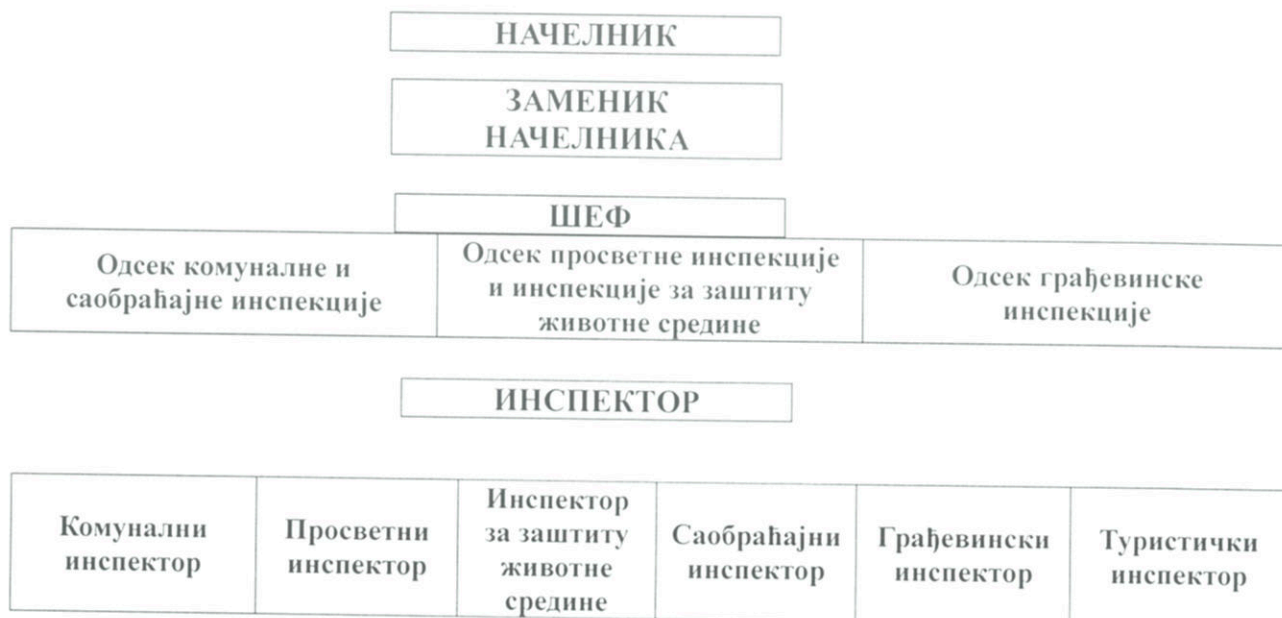 НАЧЕЛНИК
ЗАМЕНИК
НАЧЕЛНИКА
ШЕФ
Одсек комуналне и
саобраћајне инспекције
Одсек просветне инспекције
и инспекције за заштиту
животне средине
Одсек грађевинске
инспекције
ИНСПЕКТОР
Комунални
инспектор
Просветни
инспектор
Инспектор
за заштиту
животне
средине
Саобраћајни
инспектор
Грађевински
инспектор
Туристички
инспектор